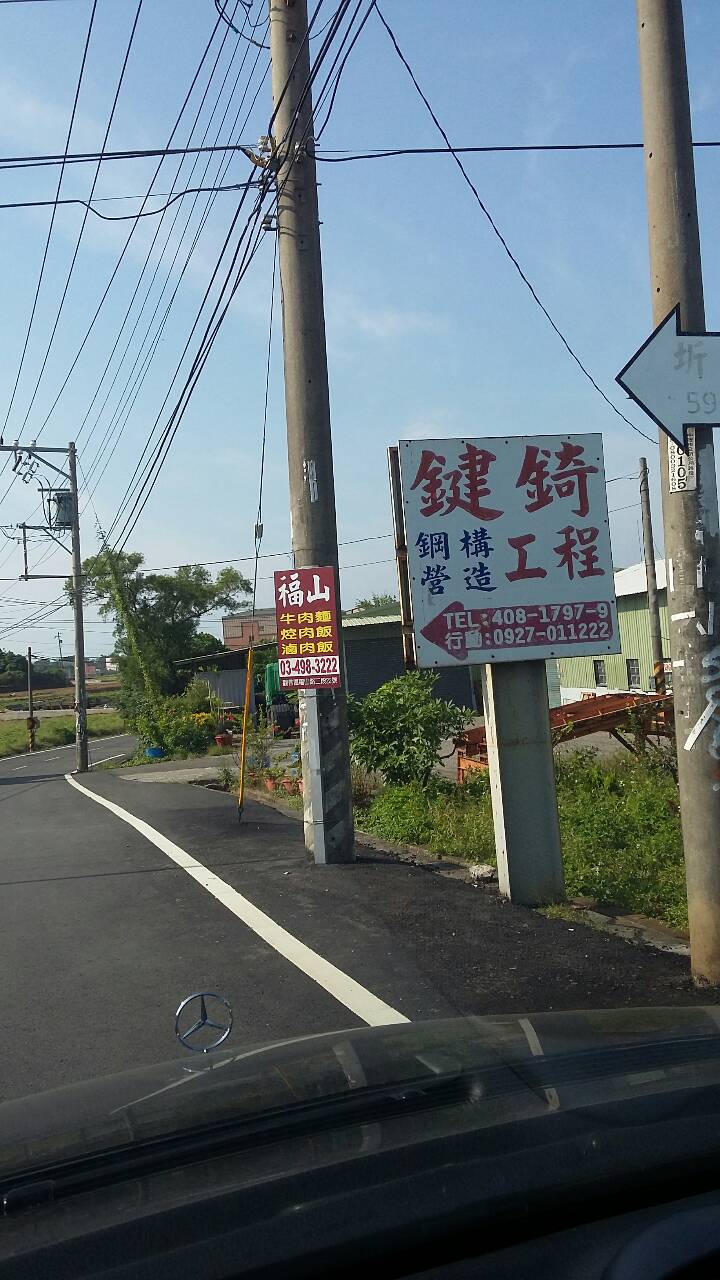 鍵錡
鋼構
營造
工程
TEL:408-1797-9
行動:0927-011222
福山
牛肉麵
焢肉飯
滷肉飯
03-498-3222
圻
59